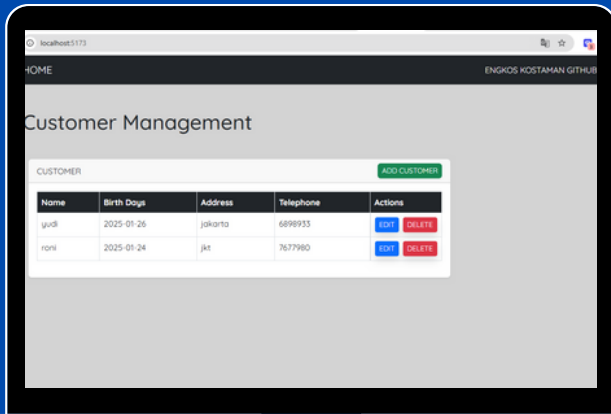 localhost:5173
HOME ENGKOS KOSTAMAN GITHUB
Customer Management
CUSTOMER ADD CUSTOMER
Name Birth Days Address Telephone Actions
yudi 2025-01-26 jakarta 6898933 EDIT DELETE
roni 2025-01-24 jkt 7677980 EDIT DELETE